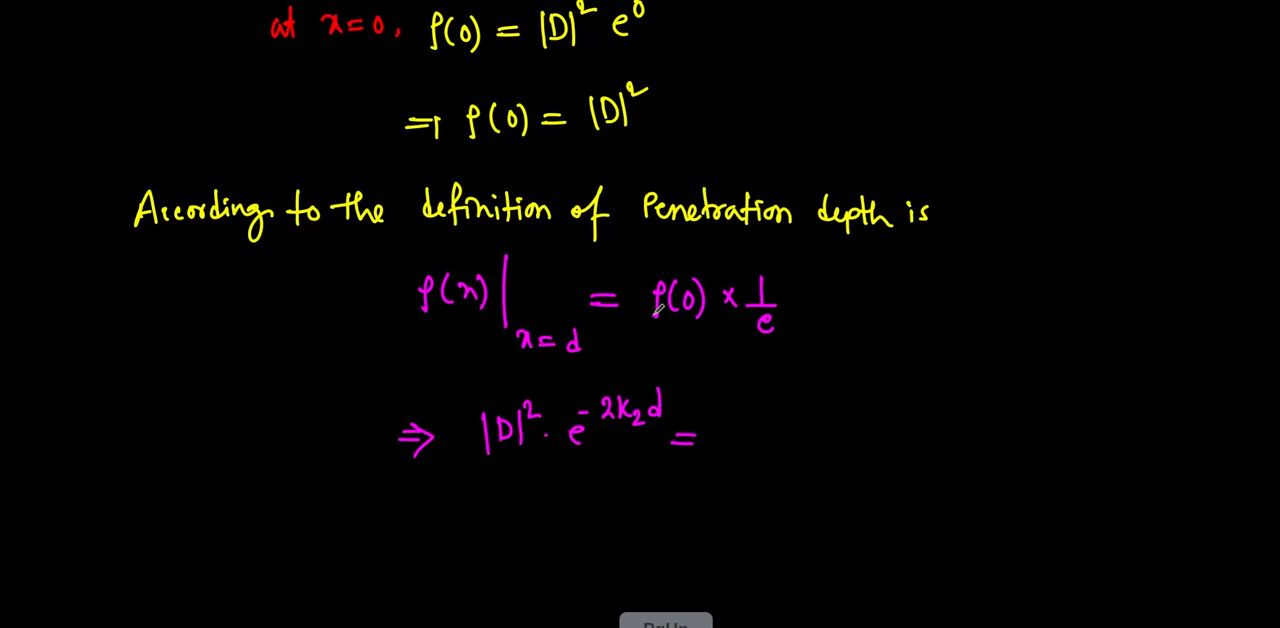 at x=0, ρ(0) = |D|² e⁰
⇒ ρ(0) = |D|²
According to the definition of Penetration depth is
ρ(x)|ₓ₌d = ρ(0) × 1/e
⇒ |D|² · e^(-2k₂d) =
PgUp